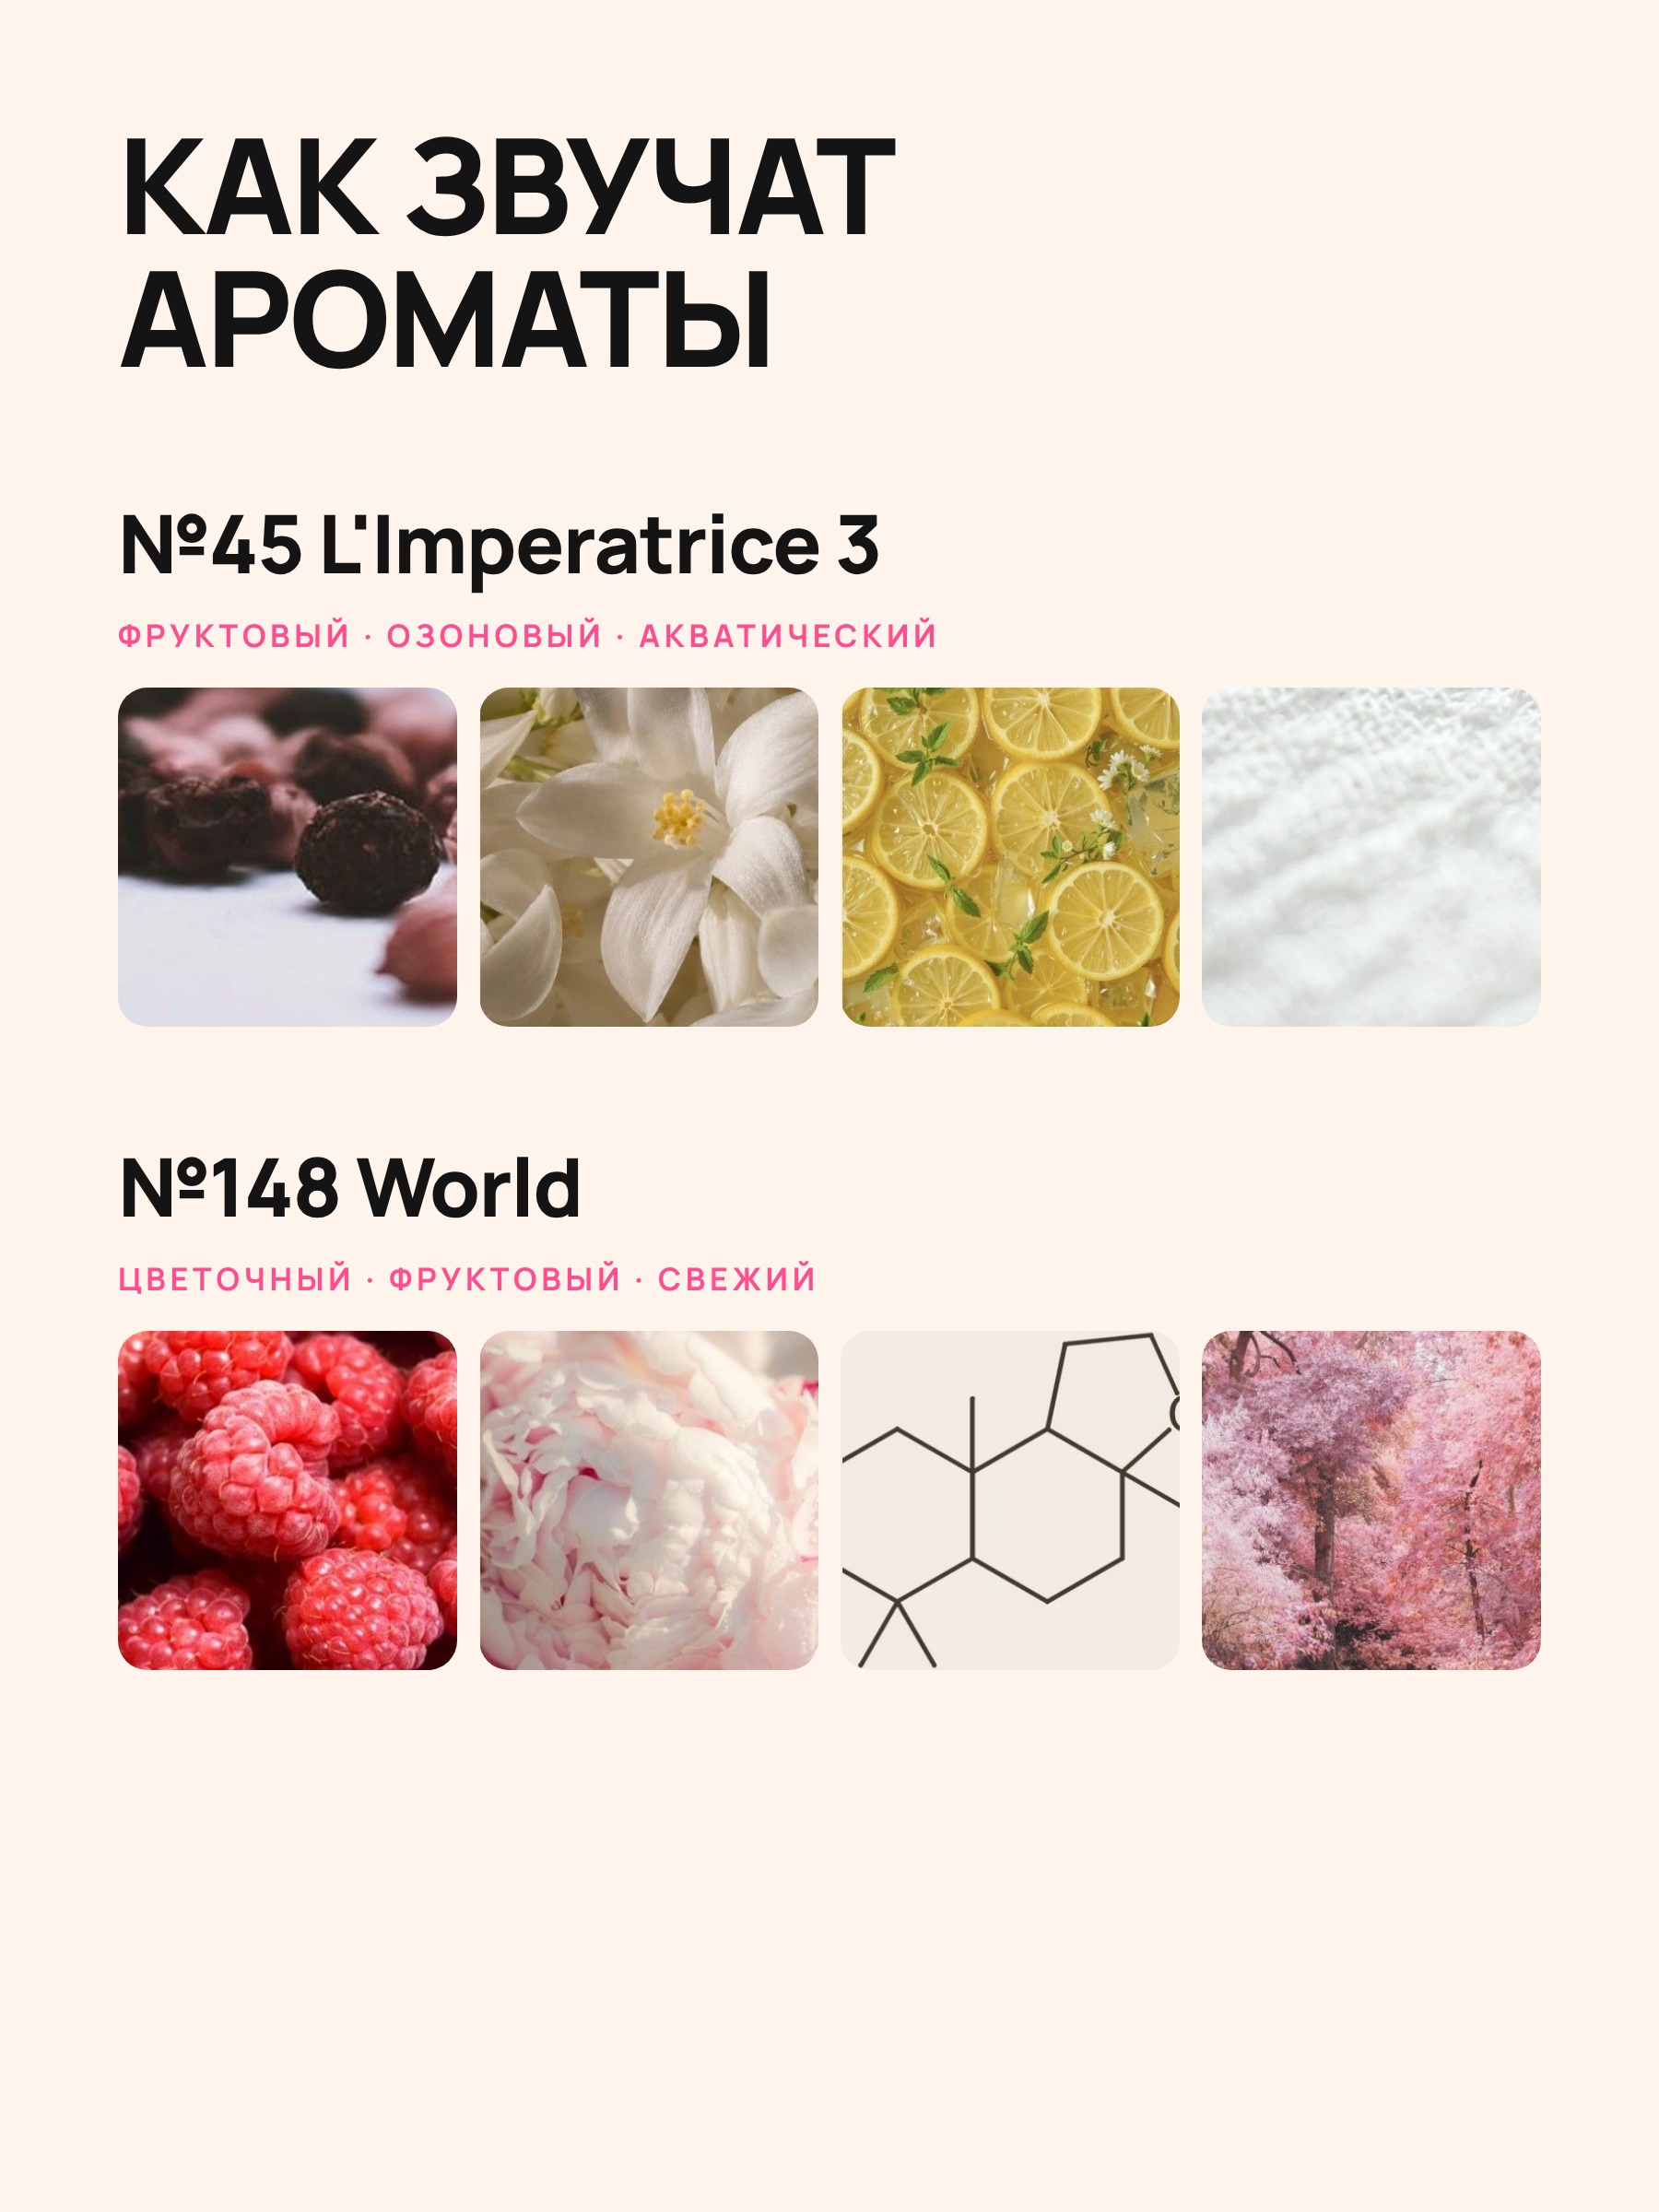 КАК ЗВУЧАТ
АРОМАТЫ
№45 L'Imperatrice 3
ФРУКТОВЫЙ · ОЗОНОВЫЙ · АКВАТИЧЕСКИЙ
№148 World
ЦВЕТОЧНЫЙ · ФРУКТОВЫЙ · СВЕЖИЙ